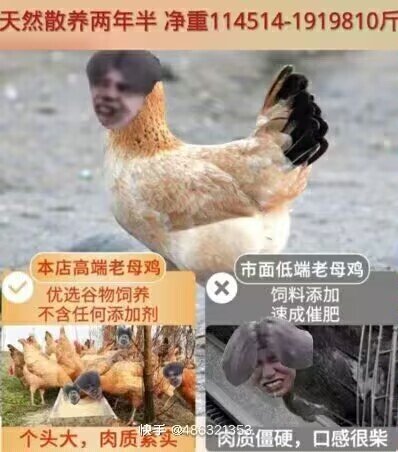 天然散养两年半 净重114514-1919810斤
本店高端老母鸡
优选谷物饲养
不含任何添加剂
市面低端老母鸡
饲料添加
速成催肥
个头大，肉质紧实
肉质僵硬，口感很柴
快手 @486321353